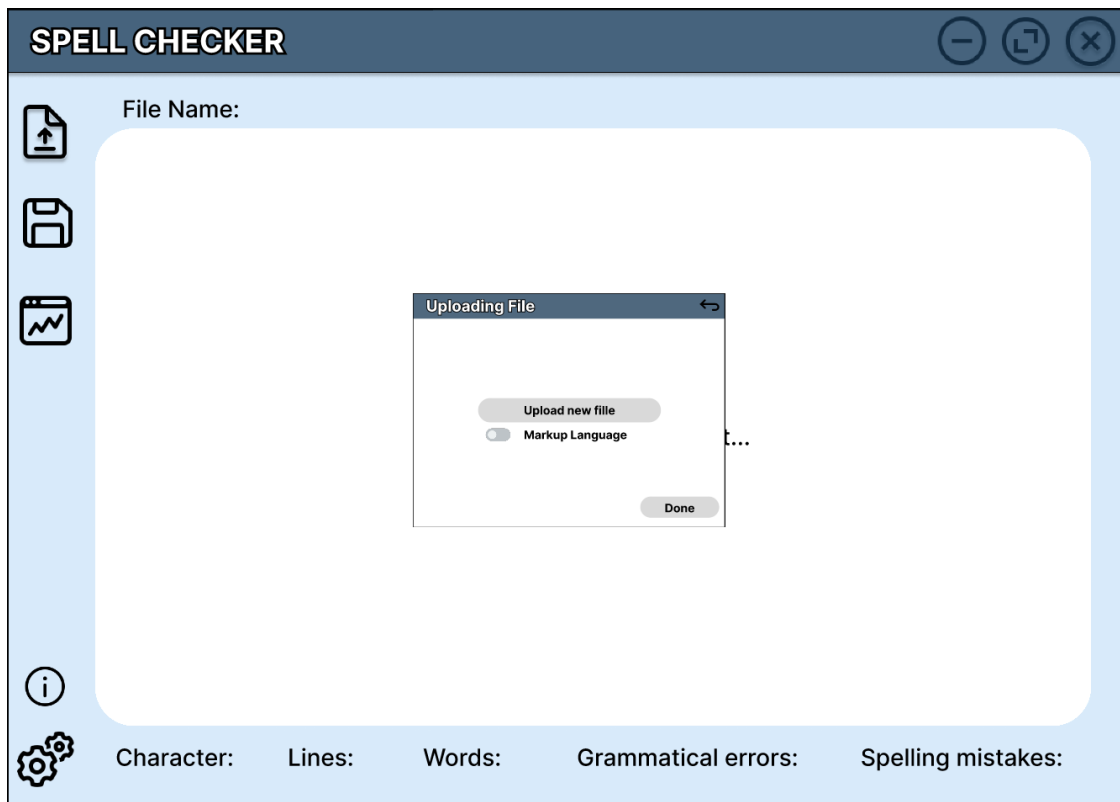 SPELL CHECKER
File Name:
Uploading File
Upload new fille
Markup Language
t...
Done
Character: Lines: Words: Grammatical errors: Spelling mistakes: